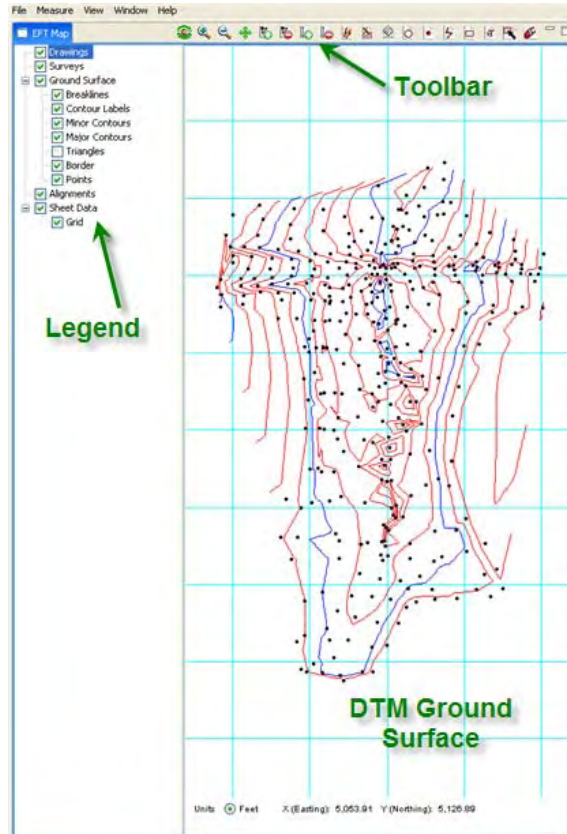 File Measure View Window Help
EFT Map
Toolbar
Drawings
Surveys
Ground Surface
Breaklines
Contour Labels
Minor Contours
Major Contours
Triangles
Border
Points
Alignments
Sheet Data
Grid
Legend
DTM Ground
Surface
Units Feet X (Easting): 5,053.91 Y (Northing): 5,126.89